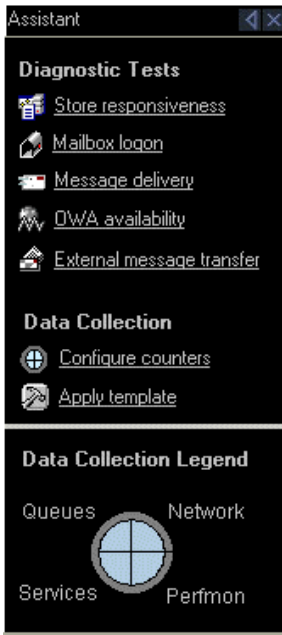 Assistant
Diagnostic Tests
Store responsiveness
Mailbox logon
Message delivery
OWA availability
External message transfer
Data Collection
Configure counters
Apply template
Data Collection Legend
Queues Network
Services Perfmon